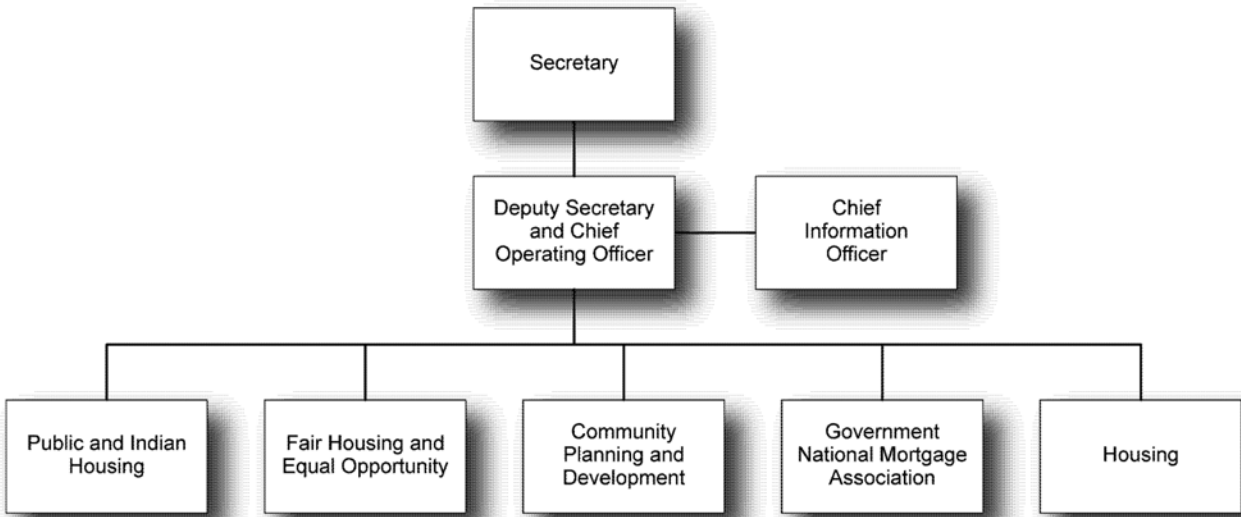 Secretary
Deputy Secretary
and Chief
Operating Officer
Chief
Information
Officer
Public and Indian
Housing
Fair Housing and
Equal Opportunity
Community
Planning and
Development
Government
National Mortgage
Association
Housing